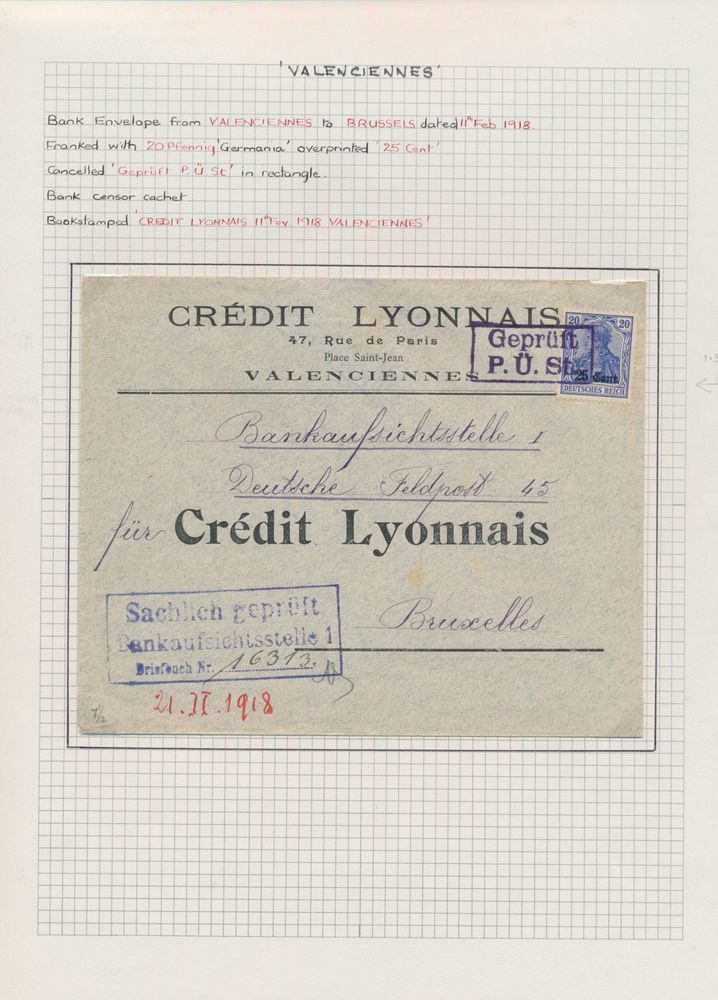 'VALENCIENNES'
Bank Envelope from VALENCIENNES to BRUSSELS dated 11th Feb 1918.
Franked with 20 Pfennig 'Germania' overprinted '25 Cent'
Cancelled 'Geprüft P.Ü St' in rectangle.
Bank censor cachet
Backstamped 'CREDIT LYONNAIS 11th Fev 1918 VALENCIENNES'
CRÉDIT LYONNAIS
47, Rue de Paris
Place Saint-Jean
VALENCIENNES
Geprüft
P. Ü. St.
20 20
25 Cent
DEUTSCHES REICH
Bankaufsichtsstelle I
Deutsche Feldpost 45
für Crédit Lyonnais
Bruxelles
Sachlich geprüft
Bankaufsichtsstelle 1
Briefbuch Nr. 16313.
21.II.1918
7/2